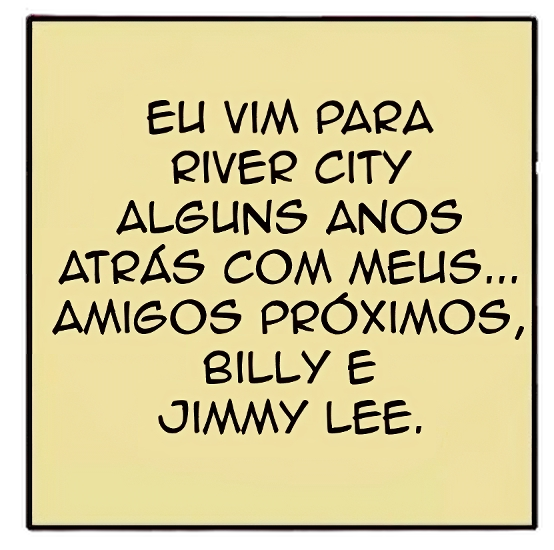 EU VIM PARA
RIVER CITY
ALGUNS ANOS
ATRÁS COM MEUS...
AMIGOS PRÓXIMOS,
BILLY E
JIMMY LEE.